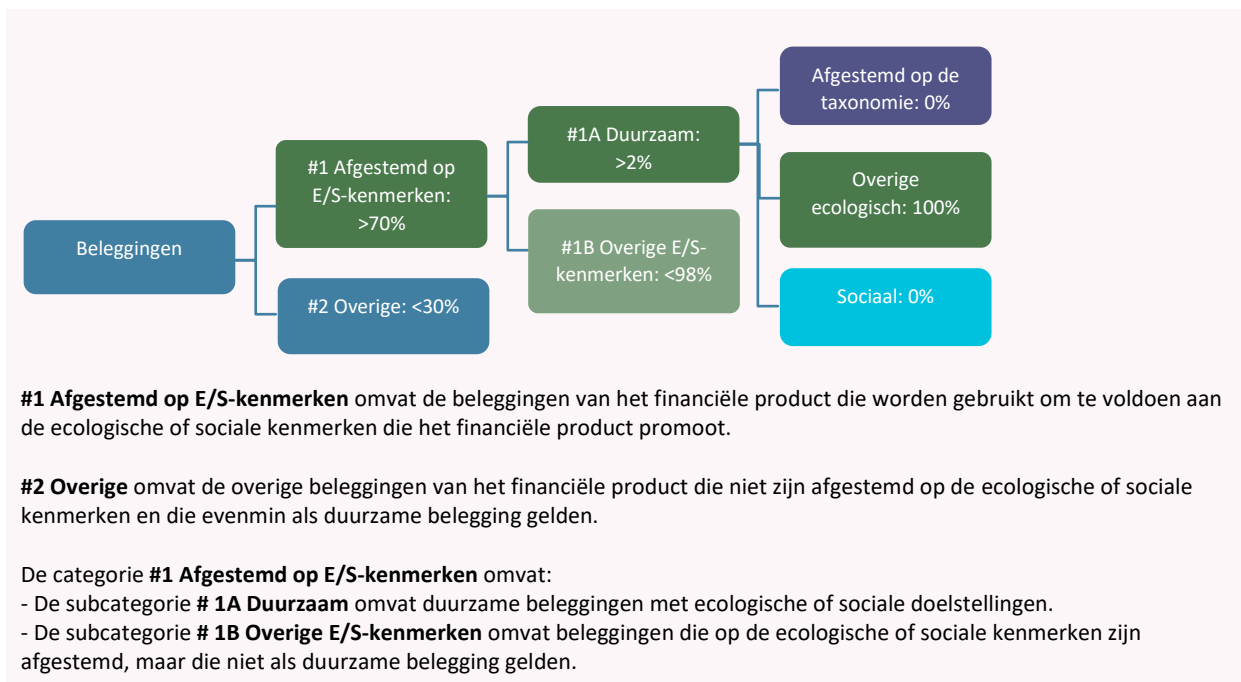 Beleggingen
#1 Afgestemd op
E/S-kenmerken:
>70%
#2 Overige: <30%
#1A Duurzaam:
>2%
#1B Overige E/S-
kenmerken: <98%
Afgestemd op de
taxonomie: 0%
Overige
ecologisch: 100%
Sociaal: 0%
#1 Afgestemd op E/S-kenmerken omvat de beleggingen van het financiële product die worden gebruikt om te voldoen aan
de ecologische of sociale kenmerken die het financiële product promoot.
#2 Overige omvat de overige beleggingen van het financiële product die niet zijn afgestemd op de ecologische of sociale
kenmerken en die evenmin als duurzame belegging gelden.
De categorie #1 Afgestemd op E/S-kenmerken omvat:
- De subcategorie # 1A Duurzaam omvat duurzame beleggingen met ecologische of sociale doelstellingen.
- De subcategorie # 1B Overige E/S-kenmerken omvat beleggingen die op de ecologische of sociale kenmerken zijn
afgestemd, maar die niet als duurzame belegging gelden.